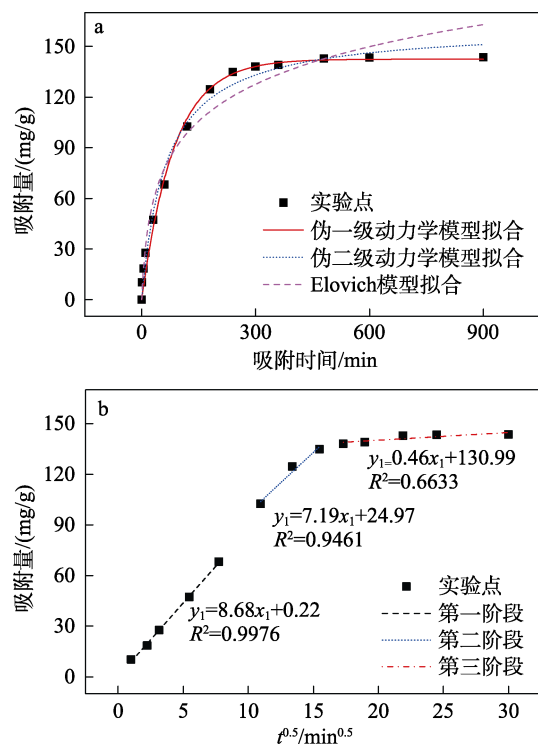 a
150
120
90
60
30
0
吸附量/(mg/g)
实验点
伪一级动力学模型拟合
伪二级动力学模型拟合
Elovich模型拟合
0 300 600 900
吸附时间/min
b
150
120
90
60
30
0
吸附量/(mg/g)
y₁₌0.46x₁+130.99
R²=0.6633
y₁=7.19x₁+24.97
R²=0.9461
y₁=8.68x₁+0.22
R²=0.9976
实验点
第一阶段
第二阶段
第三阶段
0 5 10 15 20 25 30
t⁰·⁵/min⁰·⁵